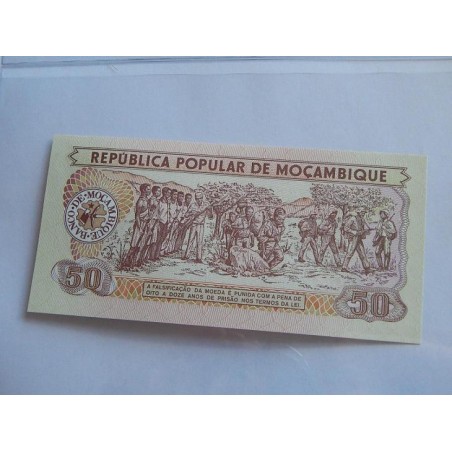 REPÚBLICA POPULAR DE MOÇAMBIQUE
BANCO·DE·MOÇAMBIQUE
50
50
A FALSIFICAÇÃO DA MOEDA É PUNIDA COM A PENA DE
OITO A DOZE ANOS DE PRISÃO NOS TERMOS DA LEI.